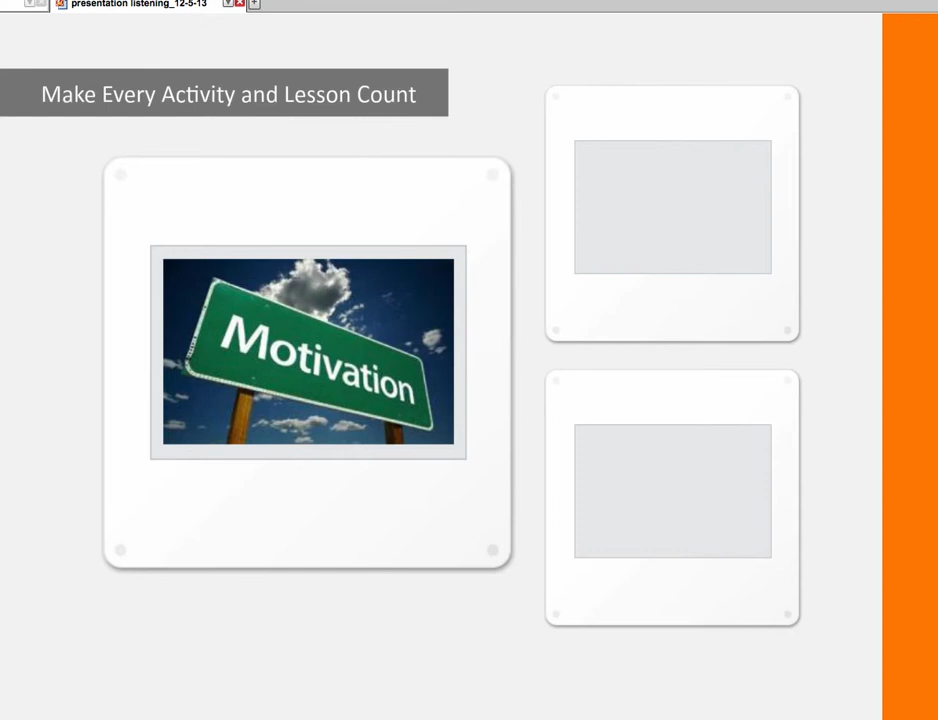 presentation listening_12-5-13
Make Every Activity and Lesson Count
Motivation